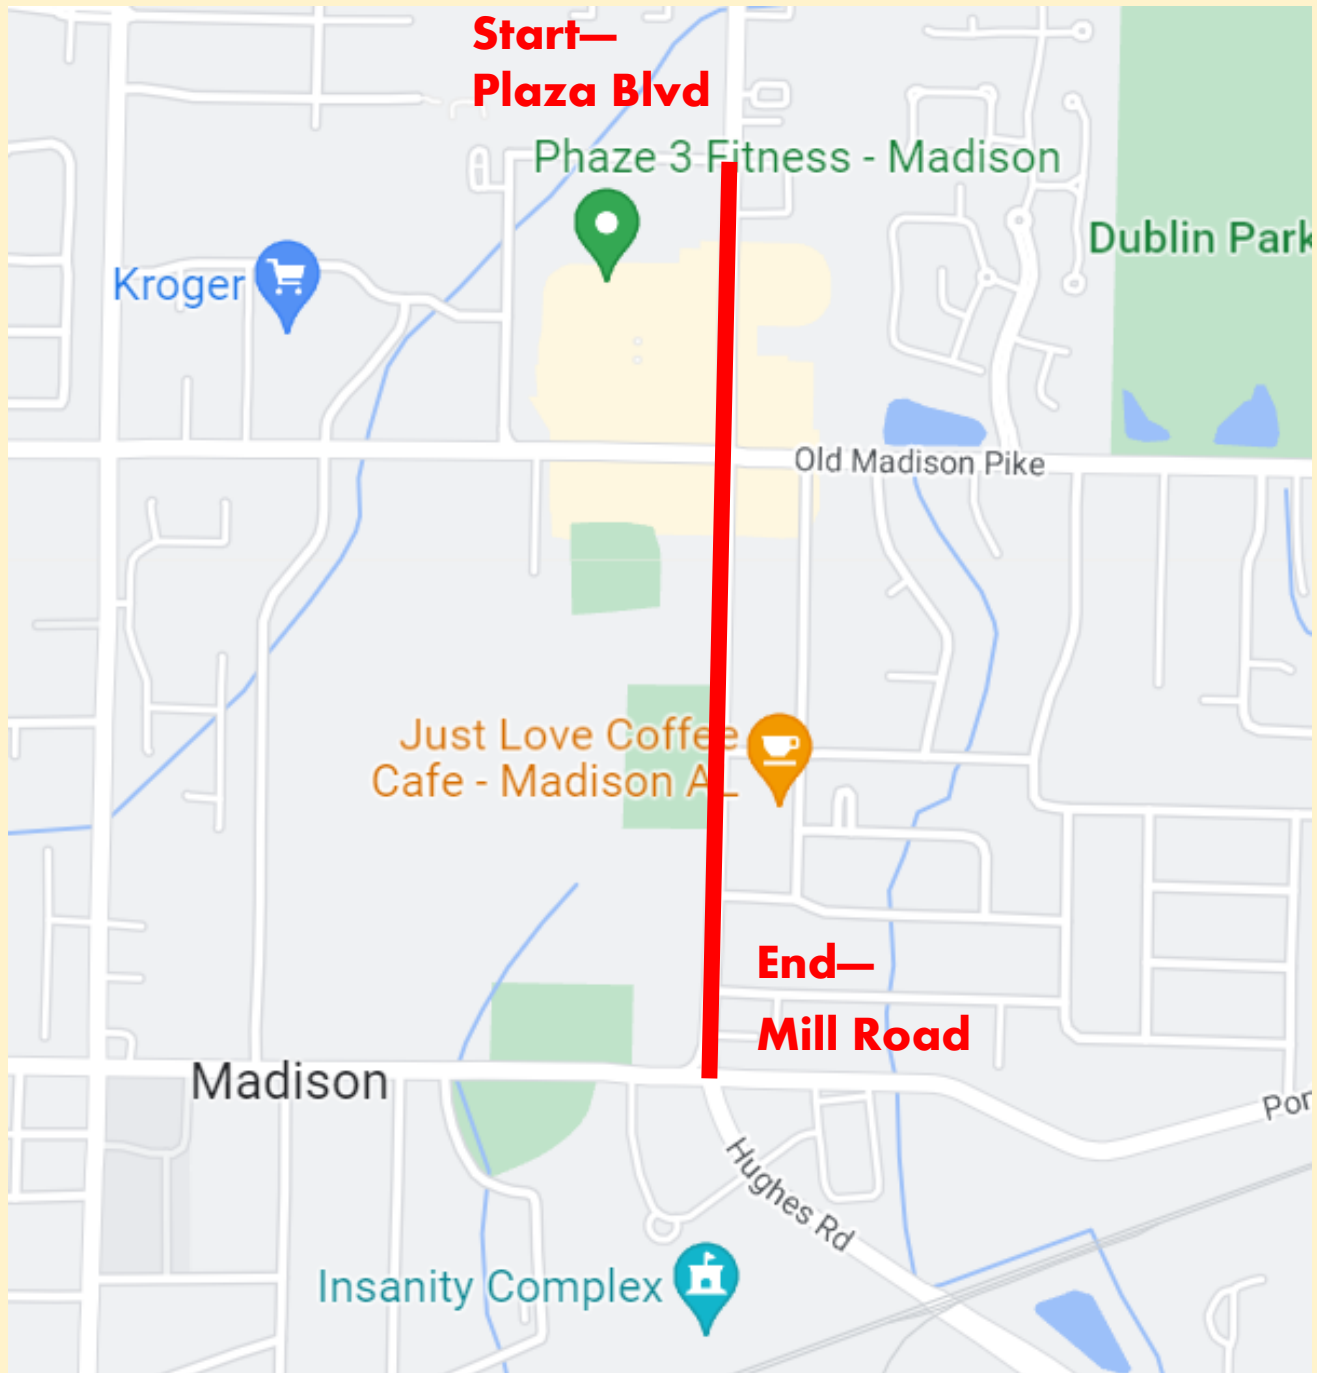 Start—
Plaza Blvd
Phaze 3 Fitness - Madison
Dublin Park
Kroger
Old Madison Pike
Just Love Coffee
Cafe - Madison AL
End—
Mill Road
Madison
Por
Hughes Rd
Insanity Complex